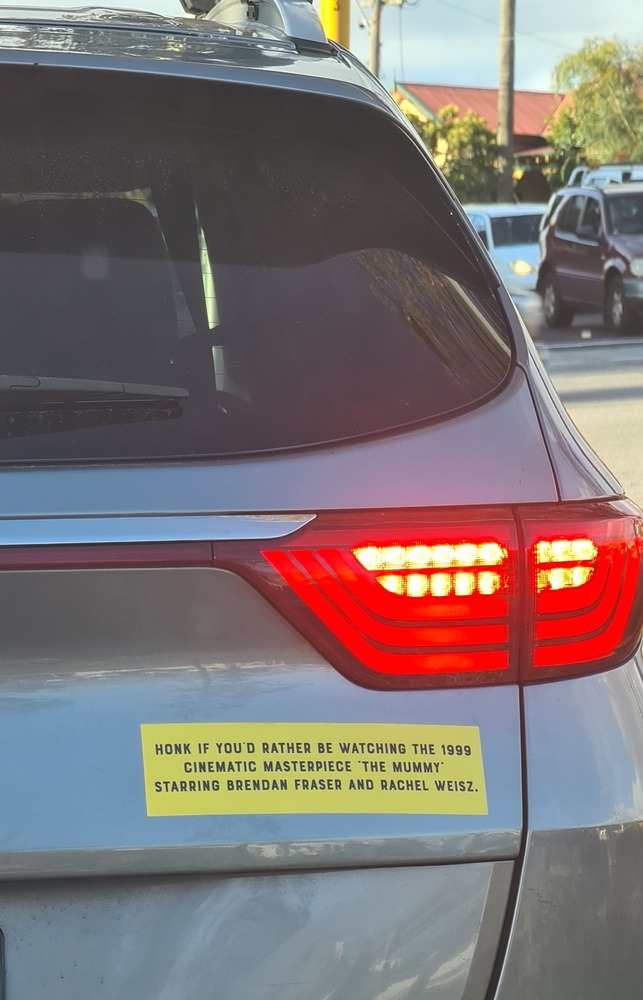 HONK IF YOU'D RATHER BE WATCHING THE 1999
CINEMATIC MASTERPIECE 'THE MUMMY'
STARRING BRENDAN FRASER AND RACHEL WEISZ.